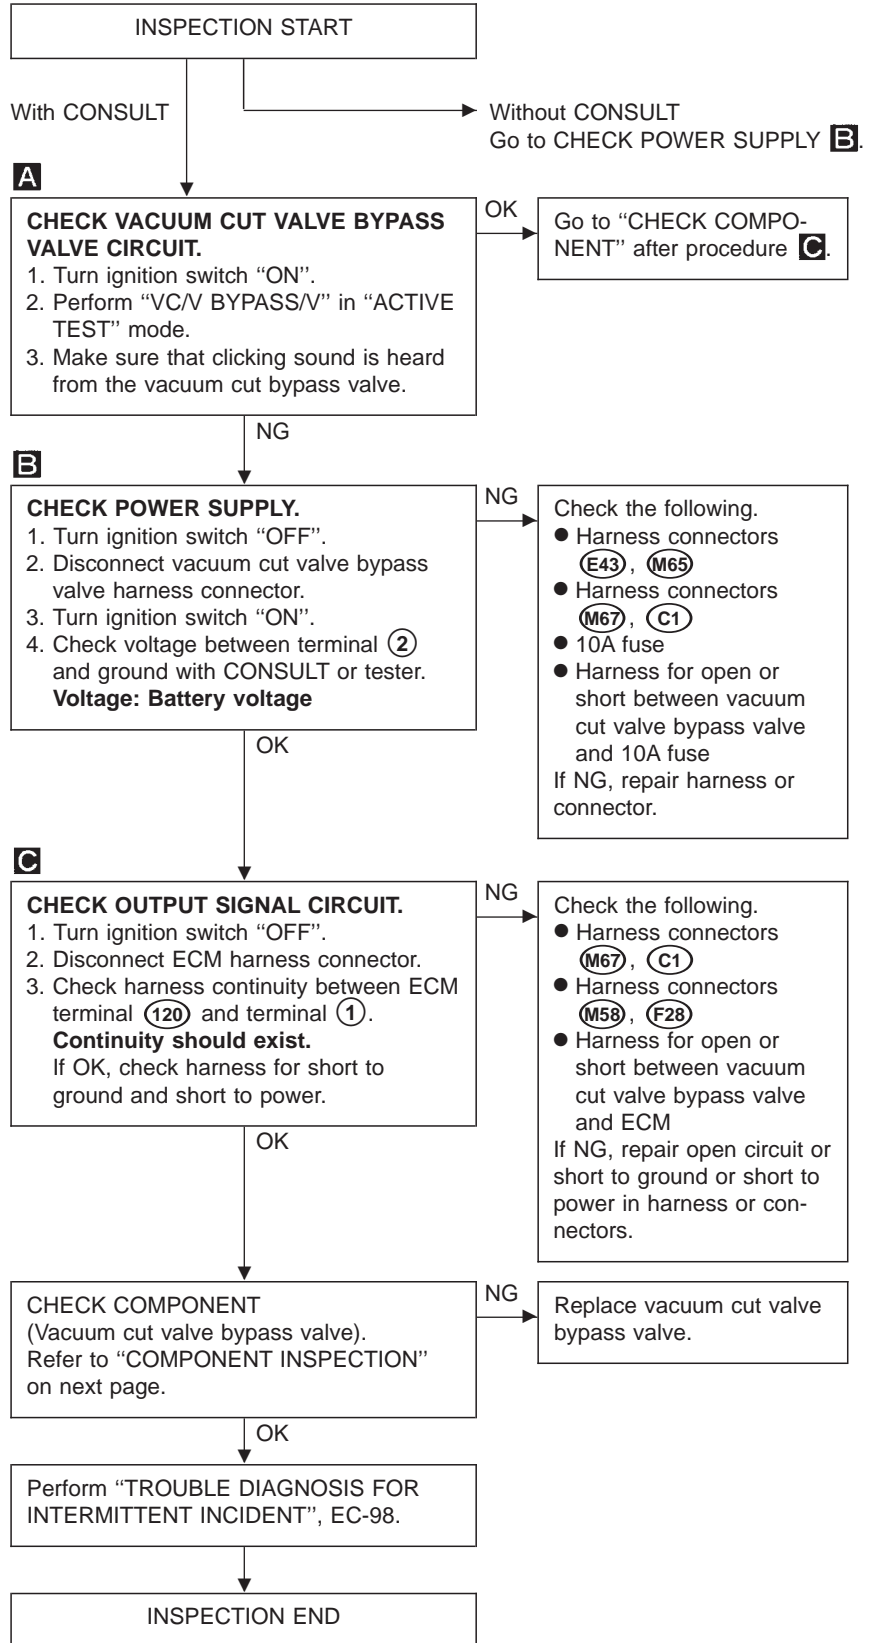 INSPECTION START
With CONSULT
Without CONSULT
Go to CHECK POWER SUPPLY B.
A
CHECK VACUUM CUT VALVE BYPASS
VALVE CIRCUIT.
1. Turn ignition switch ‘‘ON’’.
2. Perform ‘‘VC/V BYPASS/V’’ in ‘‘ACTIVE
TEST’’ mode.
3. Make sure that clicking sound is heard
from the vacuum cut bypass valve.
OK
Go to ‘‘CHECK COMPO-
NENT’’ after procedure C.
NG
B
CHECK POWER SUPPLY.
1. Turn ignition switch ‘‘OFF’’.
2. Disconnect vacuum cut valve bypass
valve harness connector.
3. Turn ignition switch ‘‘ON’’.
4. Check voltage between terminal 2
and ground with CONSULT or tester.
Voltage: Battery voltage
NG
Check the following.
● Harness connectors
E43, M65
● Harness connectors
M67, C1
● 10A fuse
● Harness for open or
short between vacuum
cut valve bypass valve
and 10A fuse
If NG, repair harness or
connector.
OK
C
CHECK OUTPUT SIGNAL CIRCUIT.
1. Turn ignition switch ‘‘OFF’’.
2. Disconnect ECM harness connector.
3. Check harness continuity between ECM
terminal 120 and terminal 1.
Continuity should exist.
If OK, check harness for short to
ground and short to power.
NG
Check the following.
● Harness connectors
M67, C1
● Harness connectors
M58, F28
● Harness for open or
short between vacuum
cut valve bypass valve
and ECM
If NG, repair open circuit or
short to ground or short to
power in harness or con-
nectors.
OK
CHECK COMPONENT
(Vacuum cut valve bypass valve).
Refer to ‘‘COMPONENT INSPECTION’’
on next page.
NG
Replace vacuum cut valve
bypass valve.
OK
Perform ‘‘TROUBLE DIAGNOSIS FOR
INTERMITTENT INCIDENT’’, EC-98.
INSPECTION END